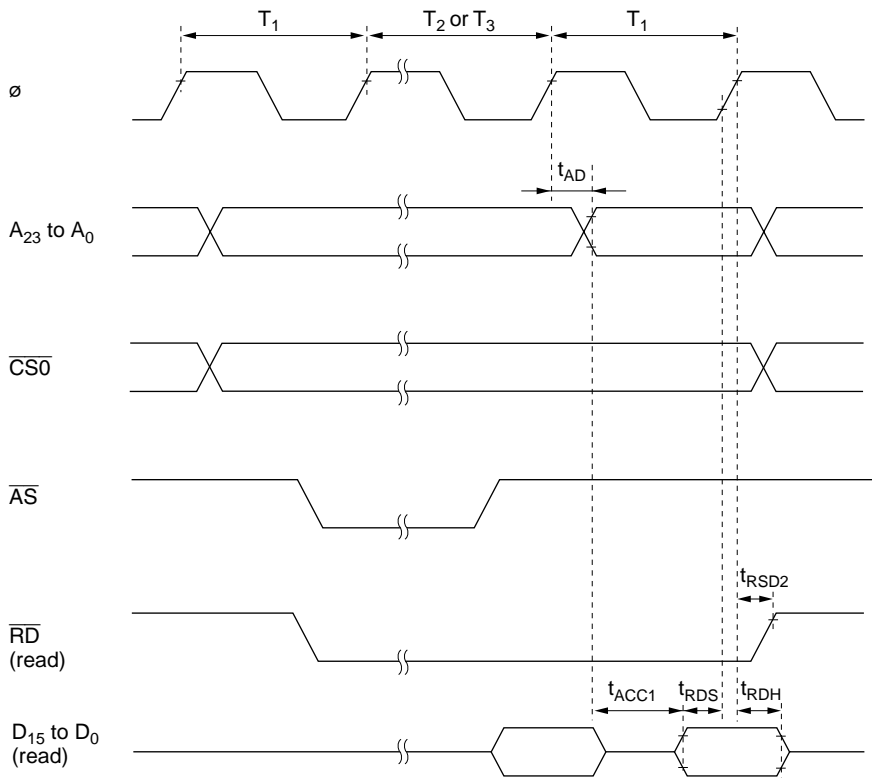 T1 T2 or T3 T1
ø
tAD
A23 to A0
CS0
AS
tRSD2
RD
(read)
tACC1 tRDS tRDH
D15 to D0
(read)